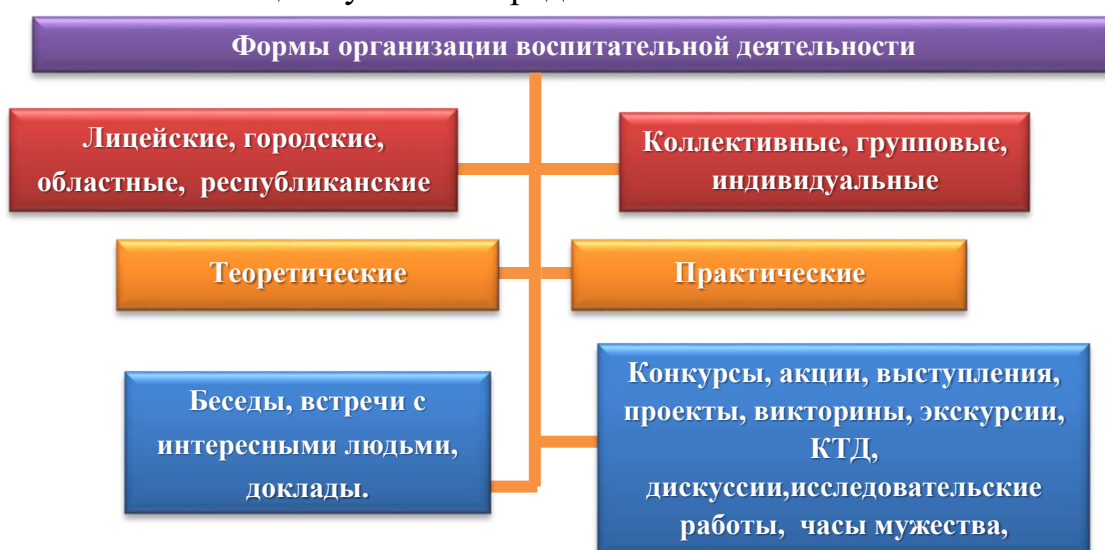 Формы организации воспитательной деятельности
Лицейские, городские,
областные, республиканские
Коллективные, групповые,
индивидуальные
Теоретические
Практические
Беседы, встречи с
интересными людьми,
доклады.
Конкурсы, акции, выступления,
проекты, викторины, экскурсии,
КТД,
дискуссии,исследовательские
работы, часы мужества,